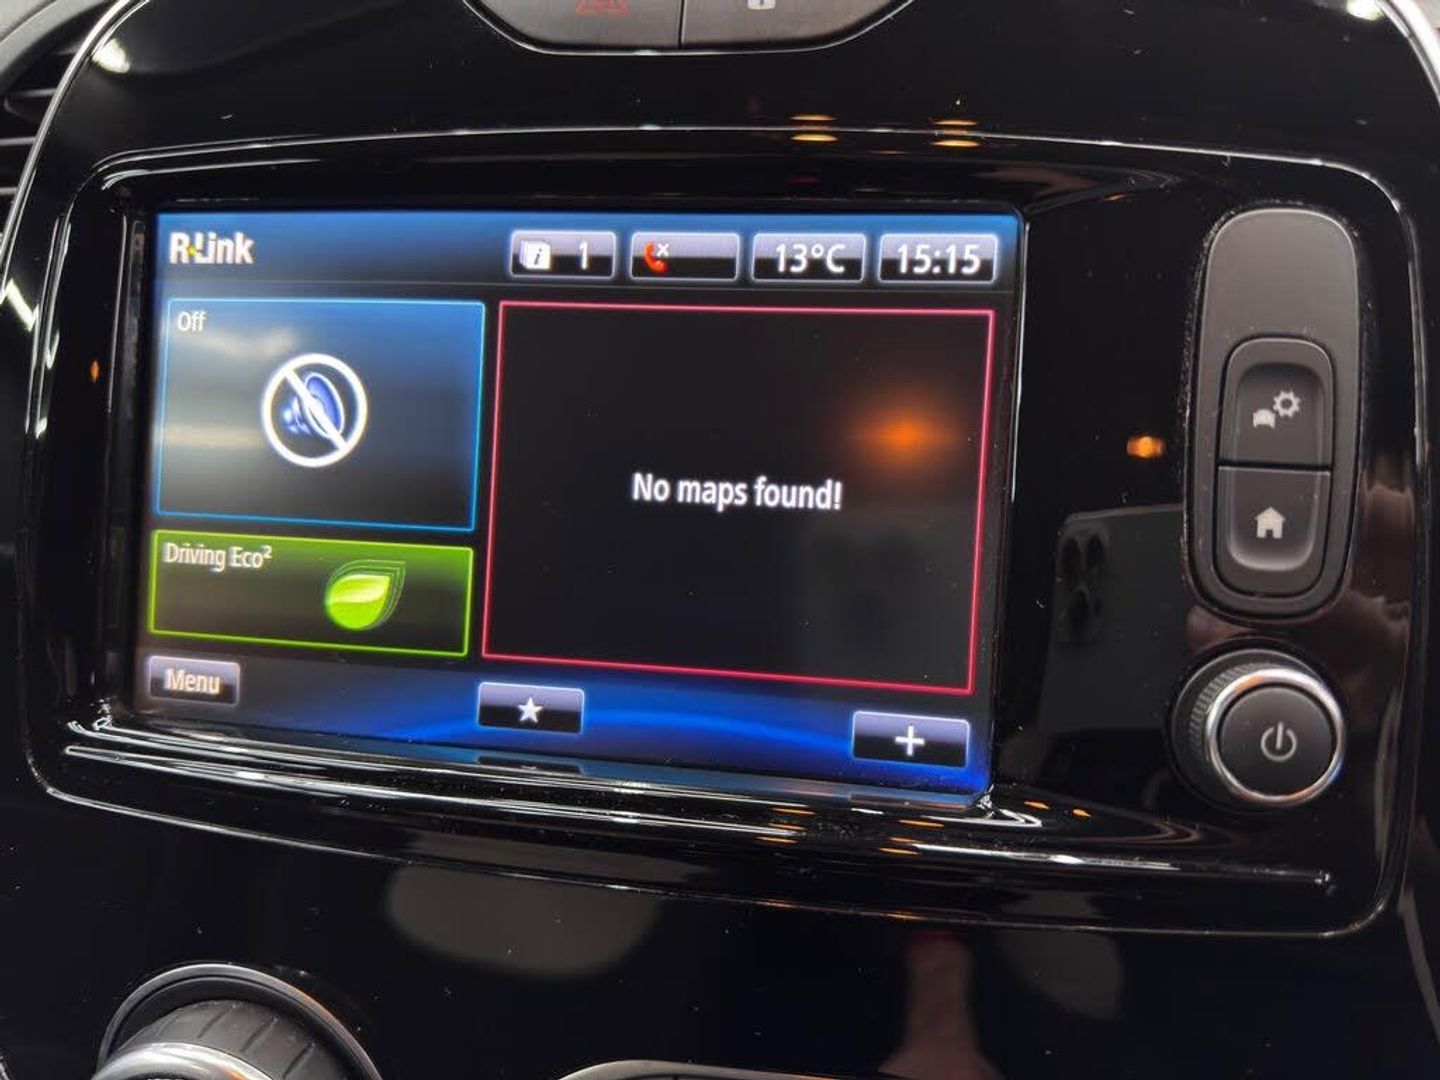 R-Link
1
13°C
15:15
Off
No maps found!
Driving Eco²
Menu